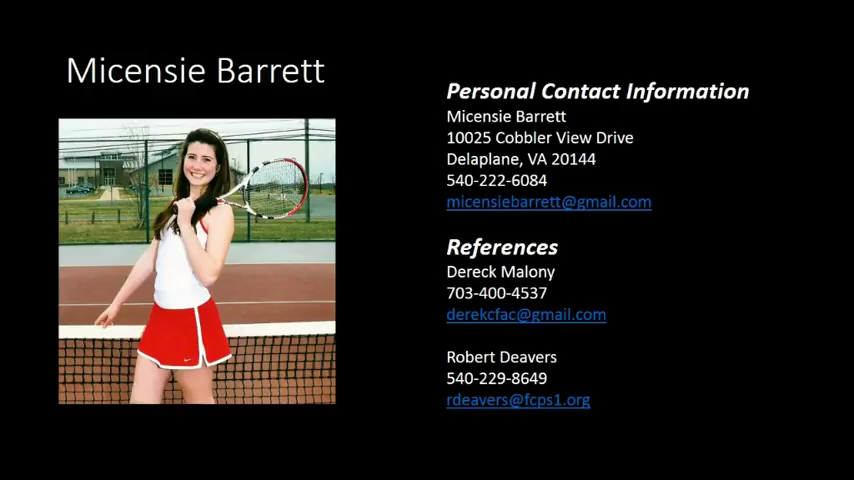 Micensie Barrett
Personal Contact Information
Micensie Barrett
10025 Cobbler View Drive
Delaplane, VA 20144
540-222-6084
micensiebarrett@gmail.com
References
Dereck Malony
703-400-4537
derekcfac@gmail.com
Robert Deavers
540-229-8649
rdeavers@fcps1.org